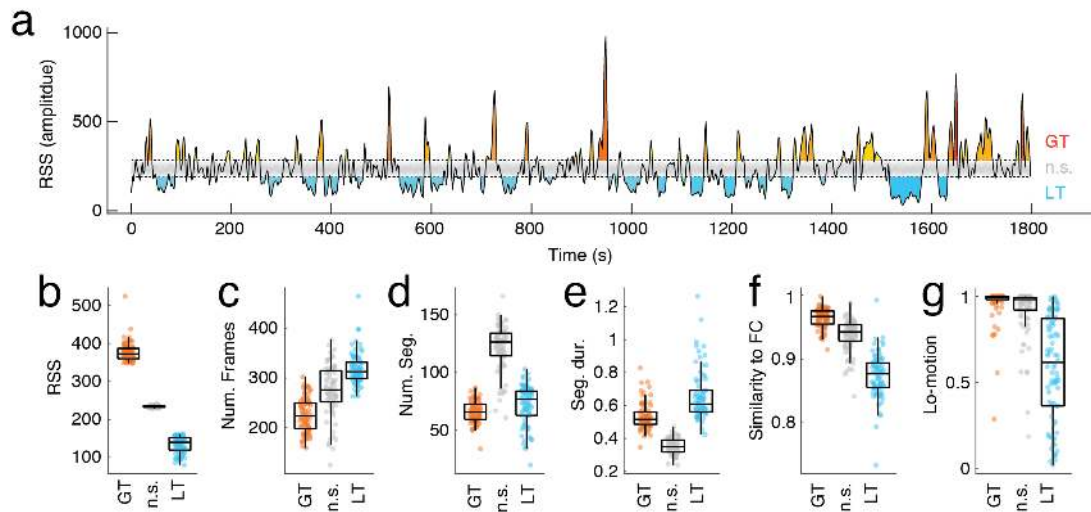 a
1000
500
0
RSS (amplitdue)
GT
n.s.
LT
0 200 400 600 800 1000 1200 1400 1600 1800
Time (s)
b
500
400
300
200
100
RSS
GT n.s. LT
c
400
300
200
Num. Frames
GT n.s. LT
d
150
100
50
Num. Seg.
GT n.s. LT
e
1.2
1.0
0.8
0.6
0.4
0.2
Seg. dur.
GT n.s. LT
f
1
0.9
0.8
Similarity to FC
GT n.s. LT
g
1
0.5
0
Lo-motion
GT n.s. LT